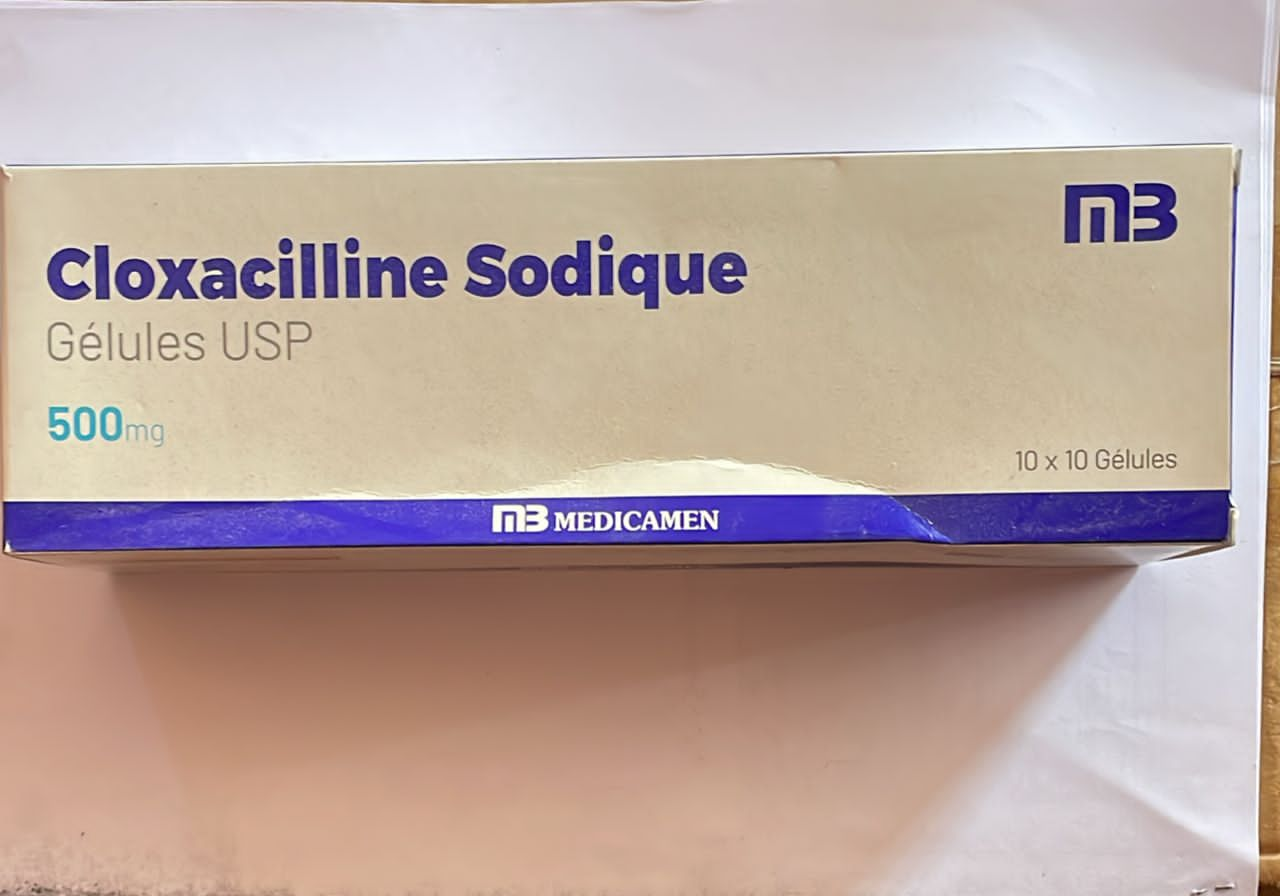 MB
Cloxacilline Sodique
Gélules USP
500mg
10 x 10 Gélules
MB MEDICAMEN